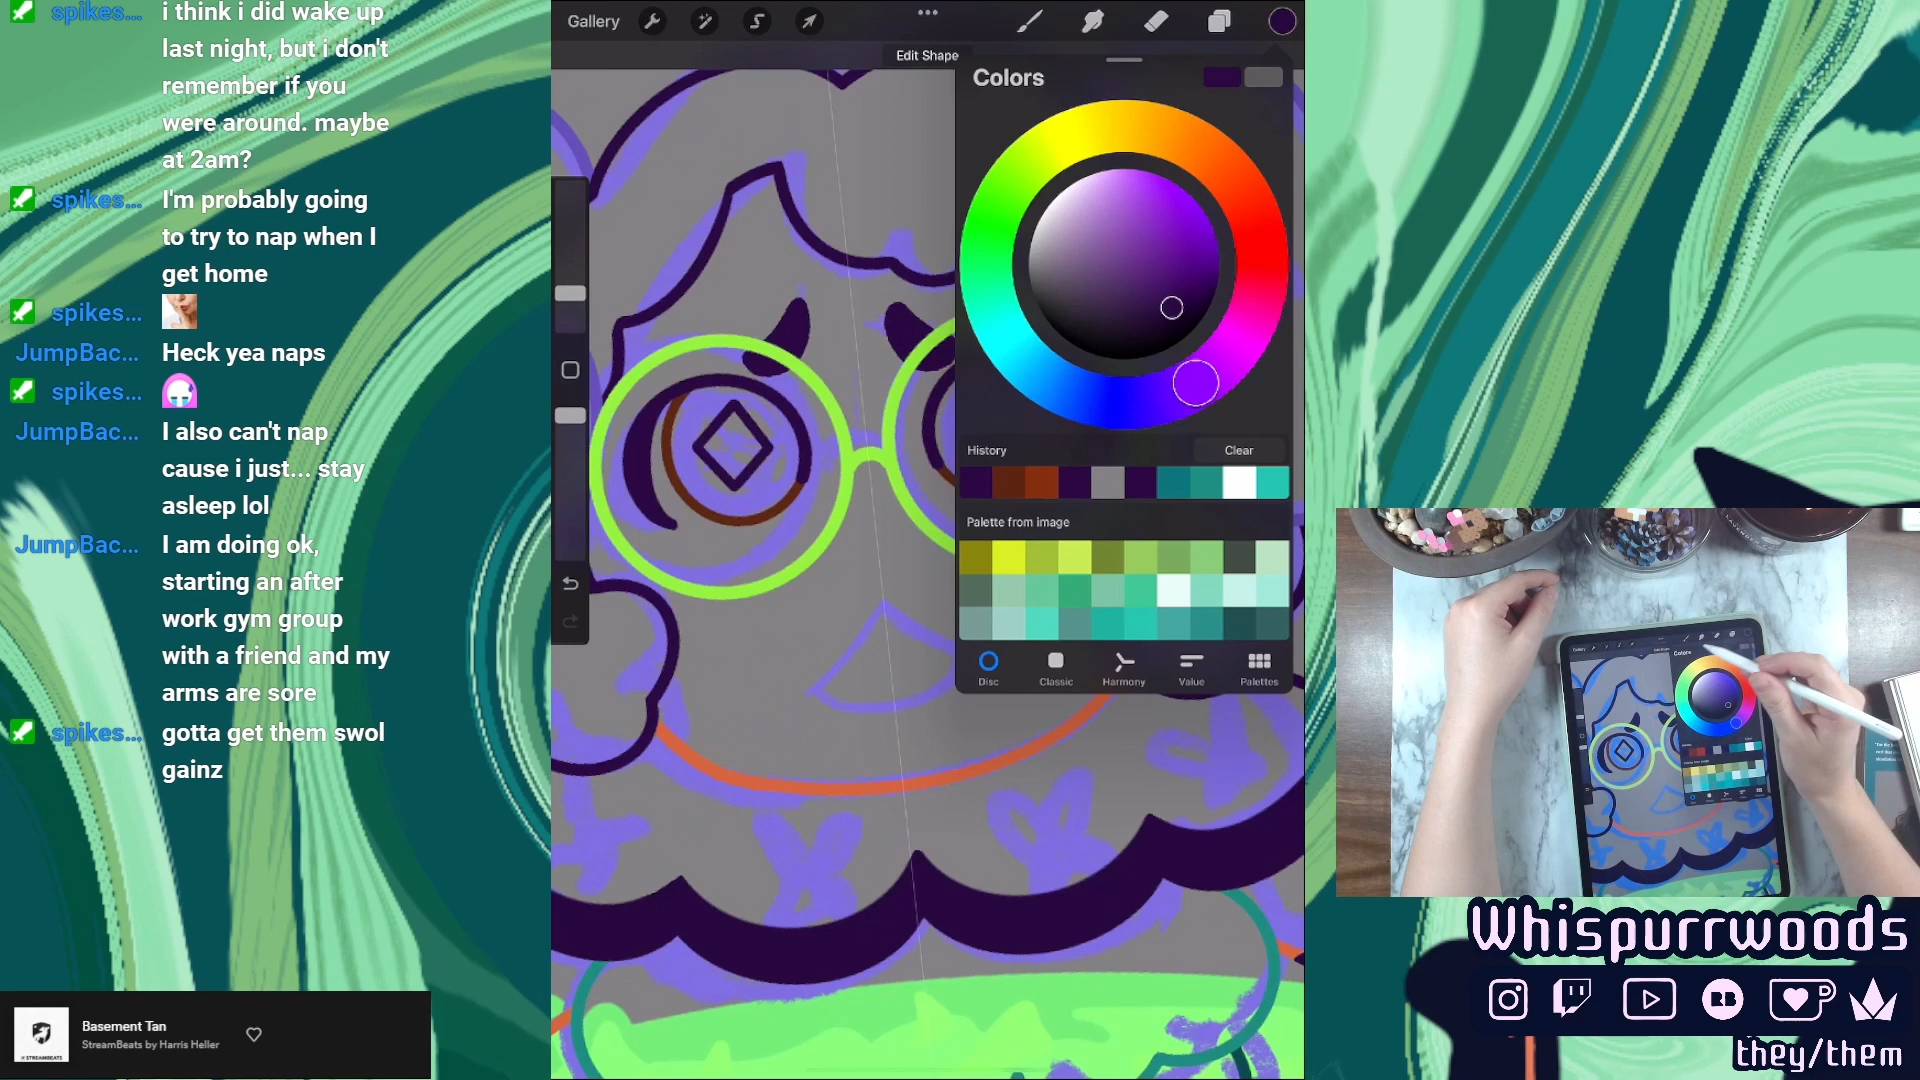 spikes... i think i did wake up
last night, but i don't
remember if you
were around. maybe
at 2am?
spikes... I'm probably going
to try to nap when I
get home
spikes...
JumpBac... Heck yea naps
spikes...
JumpBac... I also can't nap
cause i just... stay
asleep lol
JumpBac... I am doing ok,
starting an after
work gym group
with a friend and my
arms are sore
spikes... gotta get them swol
gainz
Basement Tan
StreamBeats by Harris Heller
STREAMBEATS
Gallery
Edit Shape
Colors
History
Clear
Palette from image
Disc
Classic
Harmony
Value
Palettes
Whispurrwoods
they/them